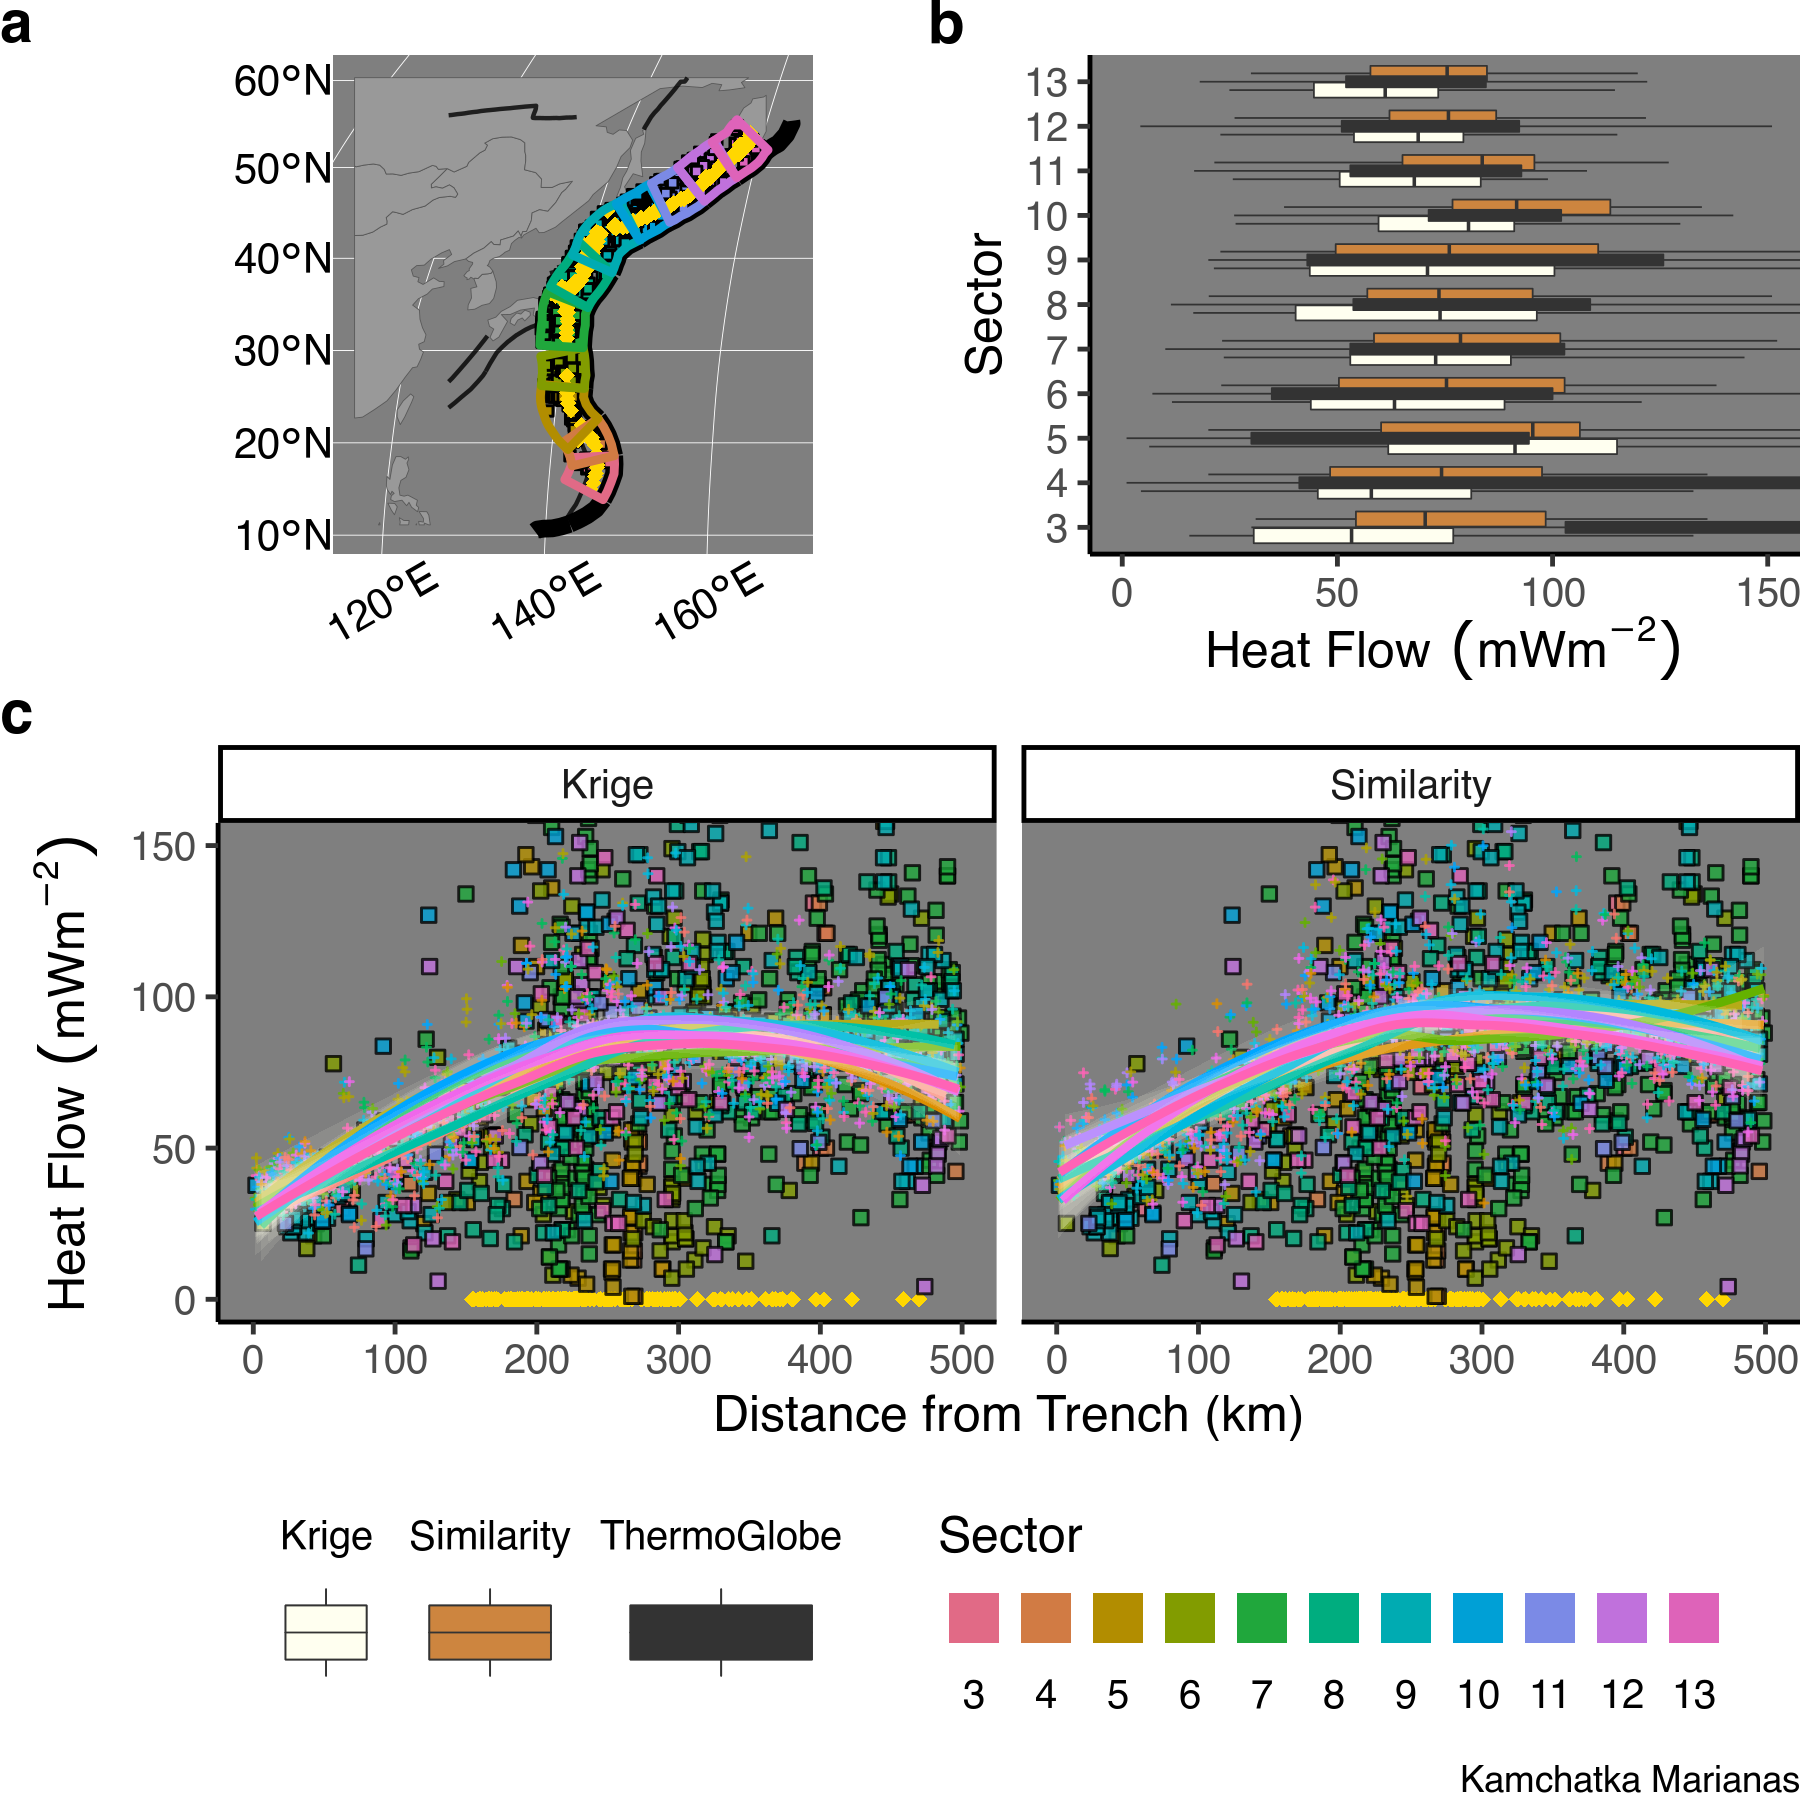 a
60°N
50°N
40°N
30°N
20°N
10°N
120°E 140°E 160°E
b
Sector
13
12
11
10
9
8
7
6
5
4
3
0 50 100 150
Heat Flow (mWm−2)
c
Krige Similarity
Heat Flow (mWm−2)
150
100
50
0
0 100 200 300 400 500 0 100 200 300 400 500
Distance from Trench (km)
Krige Similarity ThermoGlobe
Sector
3 4 5 6 7 8 9 10 11 12 13
Kamchatka Marianas